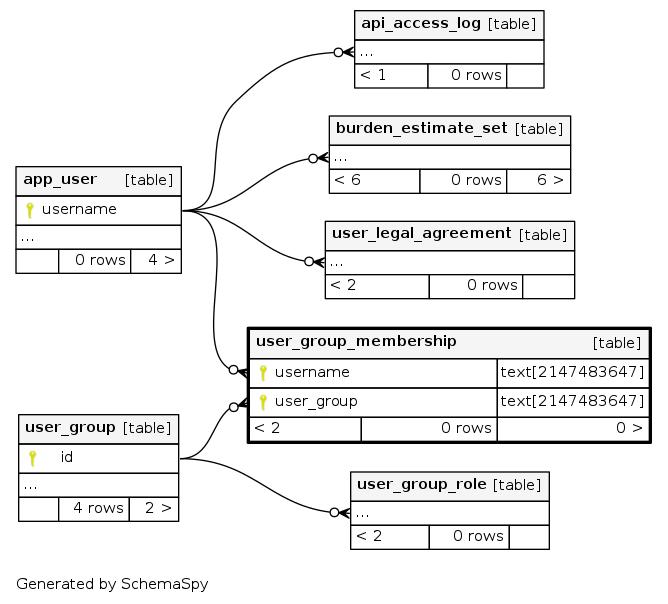 api_access_log [table]
...
< 1 0 rows
burden_estimate_set [table]
...
< 6 0 rows 6 >
app_user [table]
username
...
0 rows 4 >
user_legal_agreement [table]
...
< 2 0 rows
user_group_membership [table]
username text[2147483647]
user_group text[2147483647]
< 2 0 rows 0 >
user_group [table]
id
...
4 rows 2 >
user_group_role [table]
...
< 2 0 rows
Generated by SchemaSpy